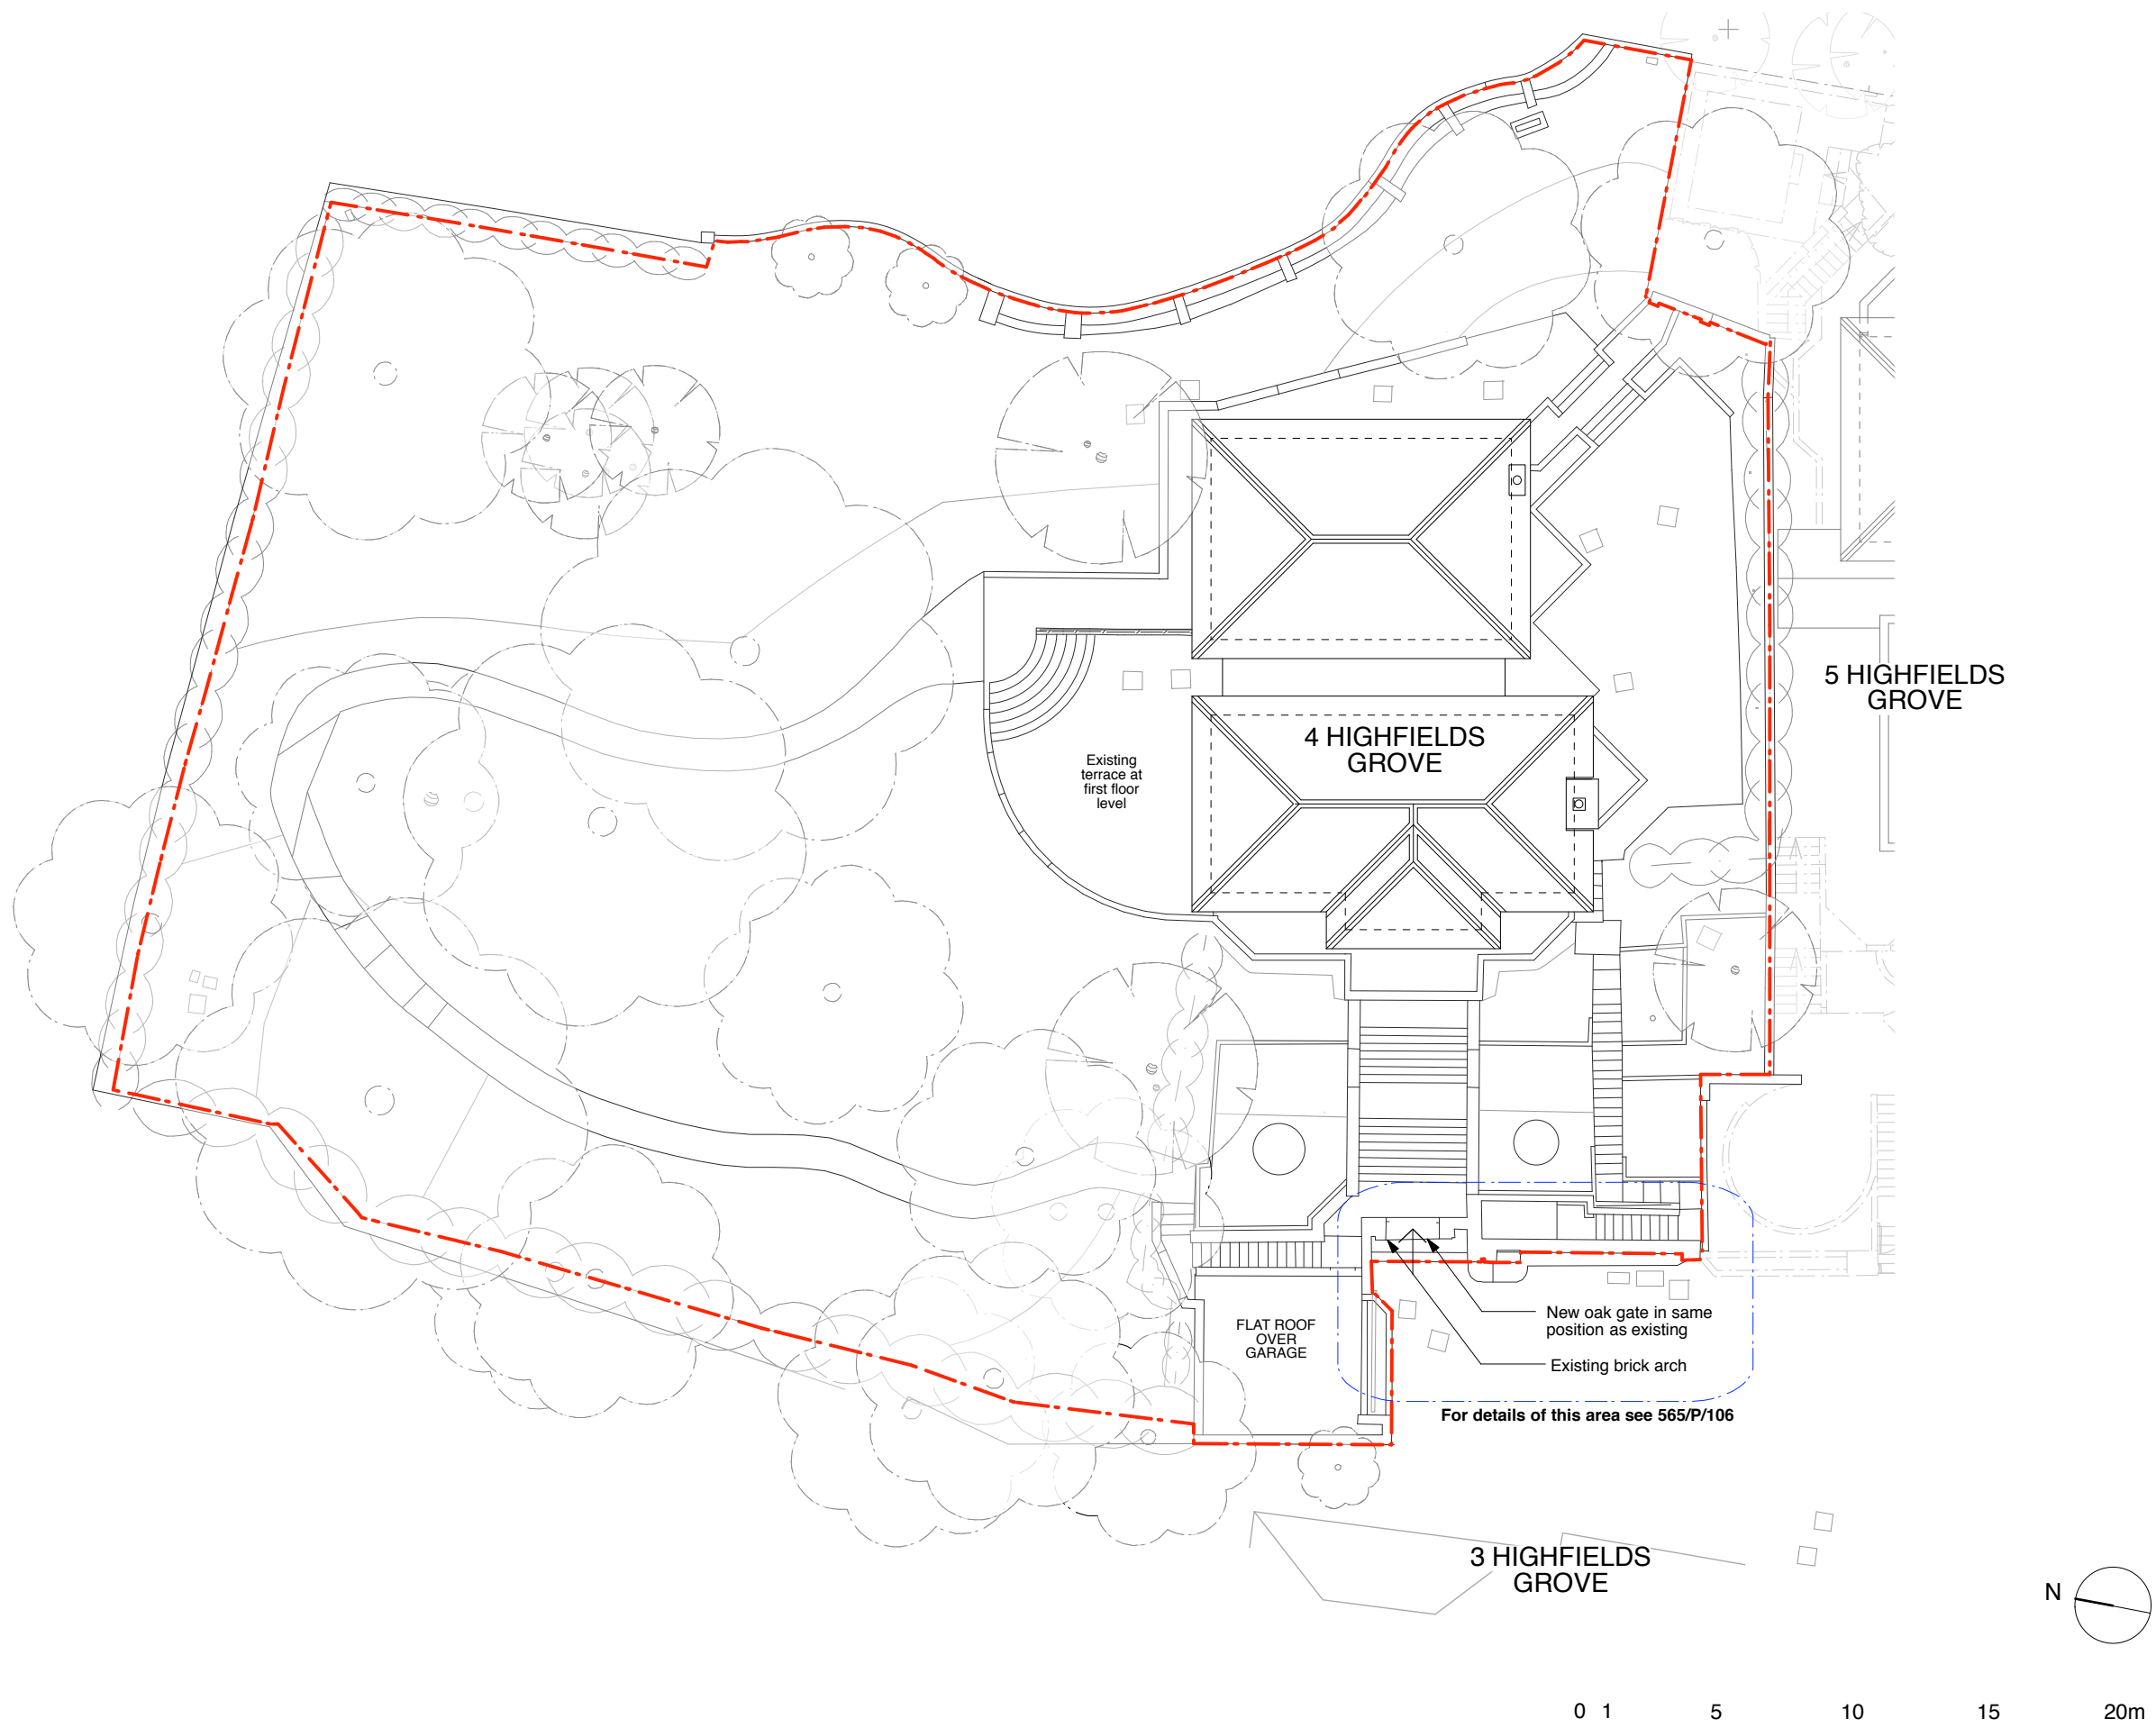 5 HIGHFIELDS
GROVE
4 HIGHFIELDS
GROVE
Existing
terrace at
first floor
level
New oak gate in same
position as existing
FLAT ROOF
OVER
GARAGE
Existing brick arch
For details of this area see 565/P/106
3 HIGHFIELDS
GROVE
N
0 1 5 10 15 20m